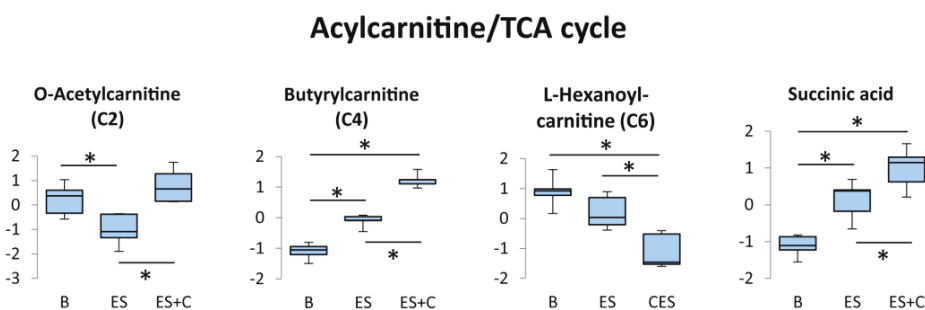 Acylcarnitine/TCA cycle
O-Acetylcarnitine
(C2)
*
2
1
0
-1
-2
-3
*
B ES ES+C
Butyrylcarnitine
(C4)
*
2
1
*
0
-1
*
-2
B ES ES+C
L-Hexanoyl-
carnitine (C6)
*
2
*
1
0
-1
-2
B ES CES
Succinic acid
*
2
*
1
0
-1
*
-2
B ES ES+C